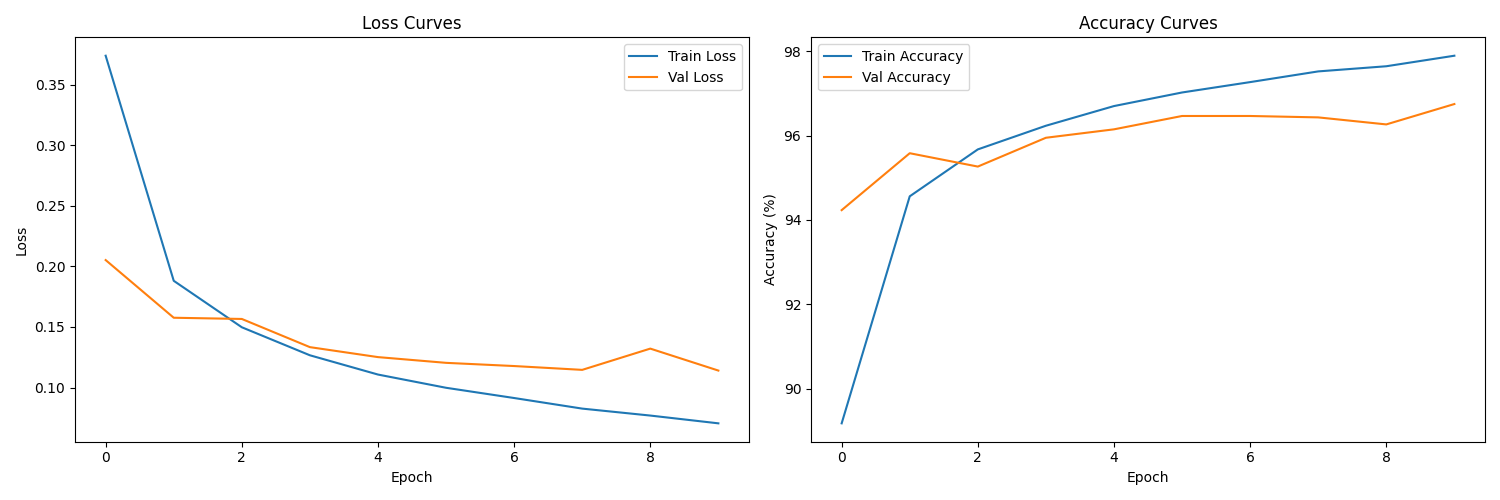 Loss Curves
Train Loss
Val Loss
0.35
0.30
0.25
0.20
0.15
0.10
Loss
0 2 4 6 8
Epoch
Accuracy Curves
Train Accuracy
Val Accuracy
98
96
94
92
90
Accuracy (%)
0 2 4 6 8
Epoch